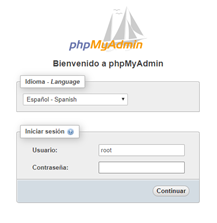 phpMyAdmin
Bienvenido a phpMyAdmin
Idioma - Language
Español - Spanish
Iniciar sesión
Usuario:
root
Contraseña:
Continuar